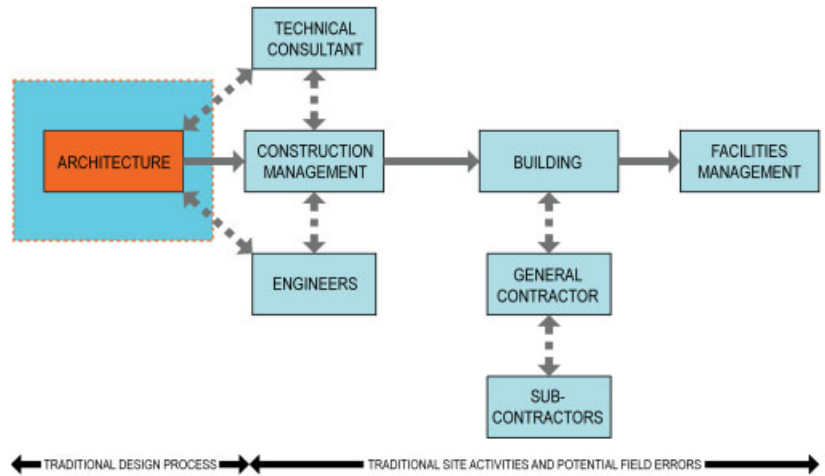 TECHNICAL
CONSULTANT
ARCHITECTURE
CONSTRUCTION
MANAGEMENT
BUILDING
FACILITIES
MANAGEMENT
ENGINEERS
GENERAL
CONTRACTOR
SUB-
CONTRACTORS
TRADITIONAL DESIGN PROCESS
TRADITIONAL SITE ACTIVITIES AND POTENTIAL FIELD ERRORS